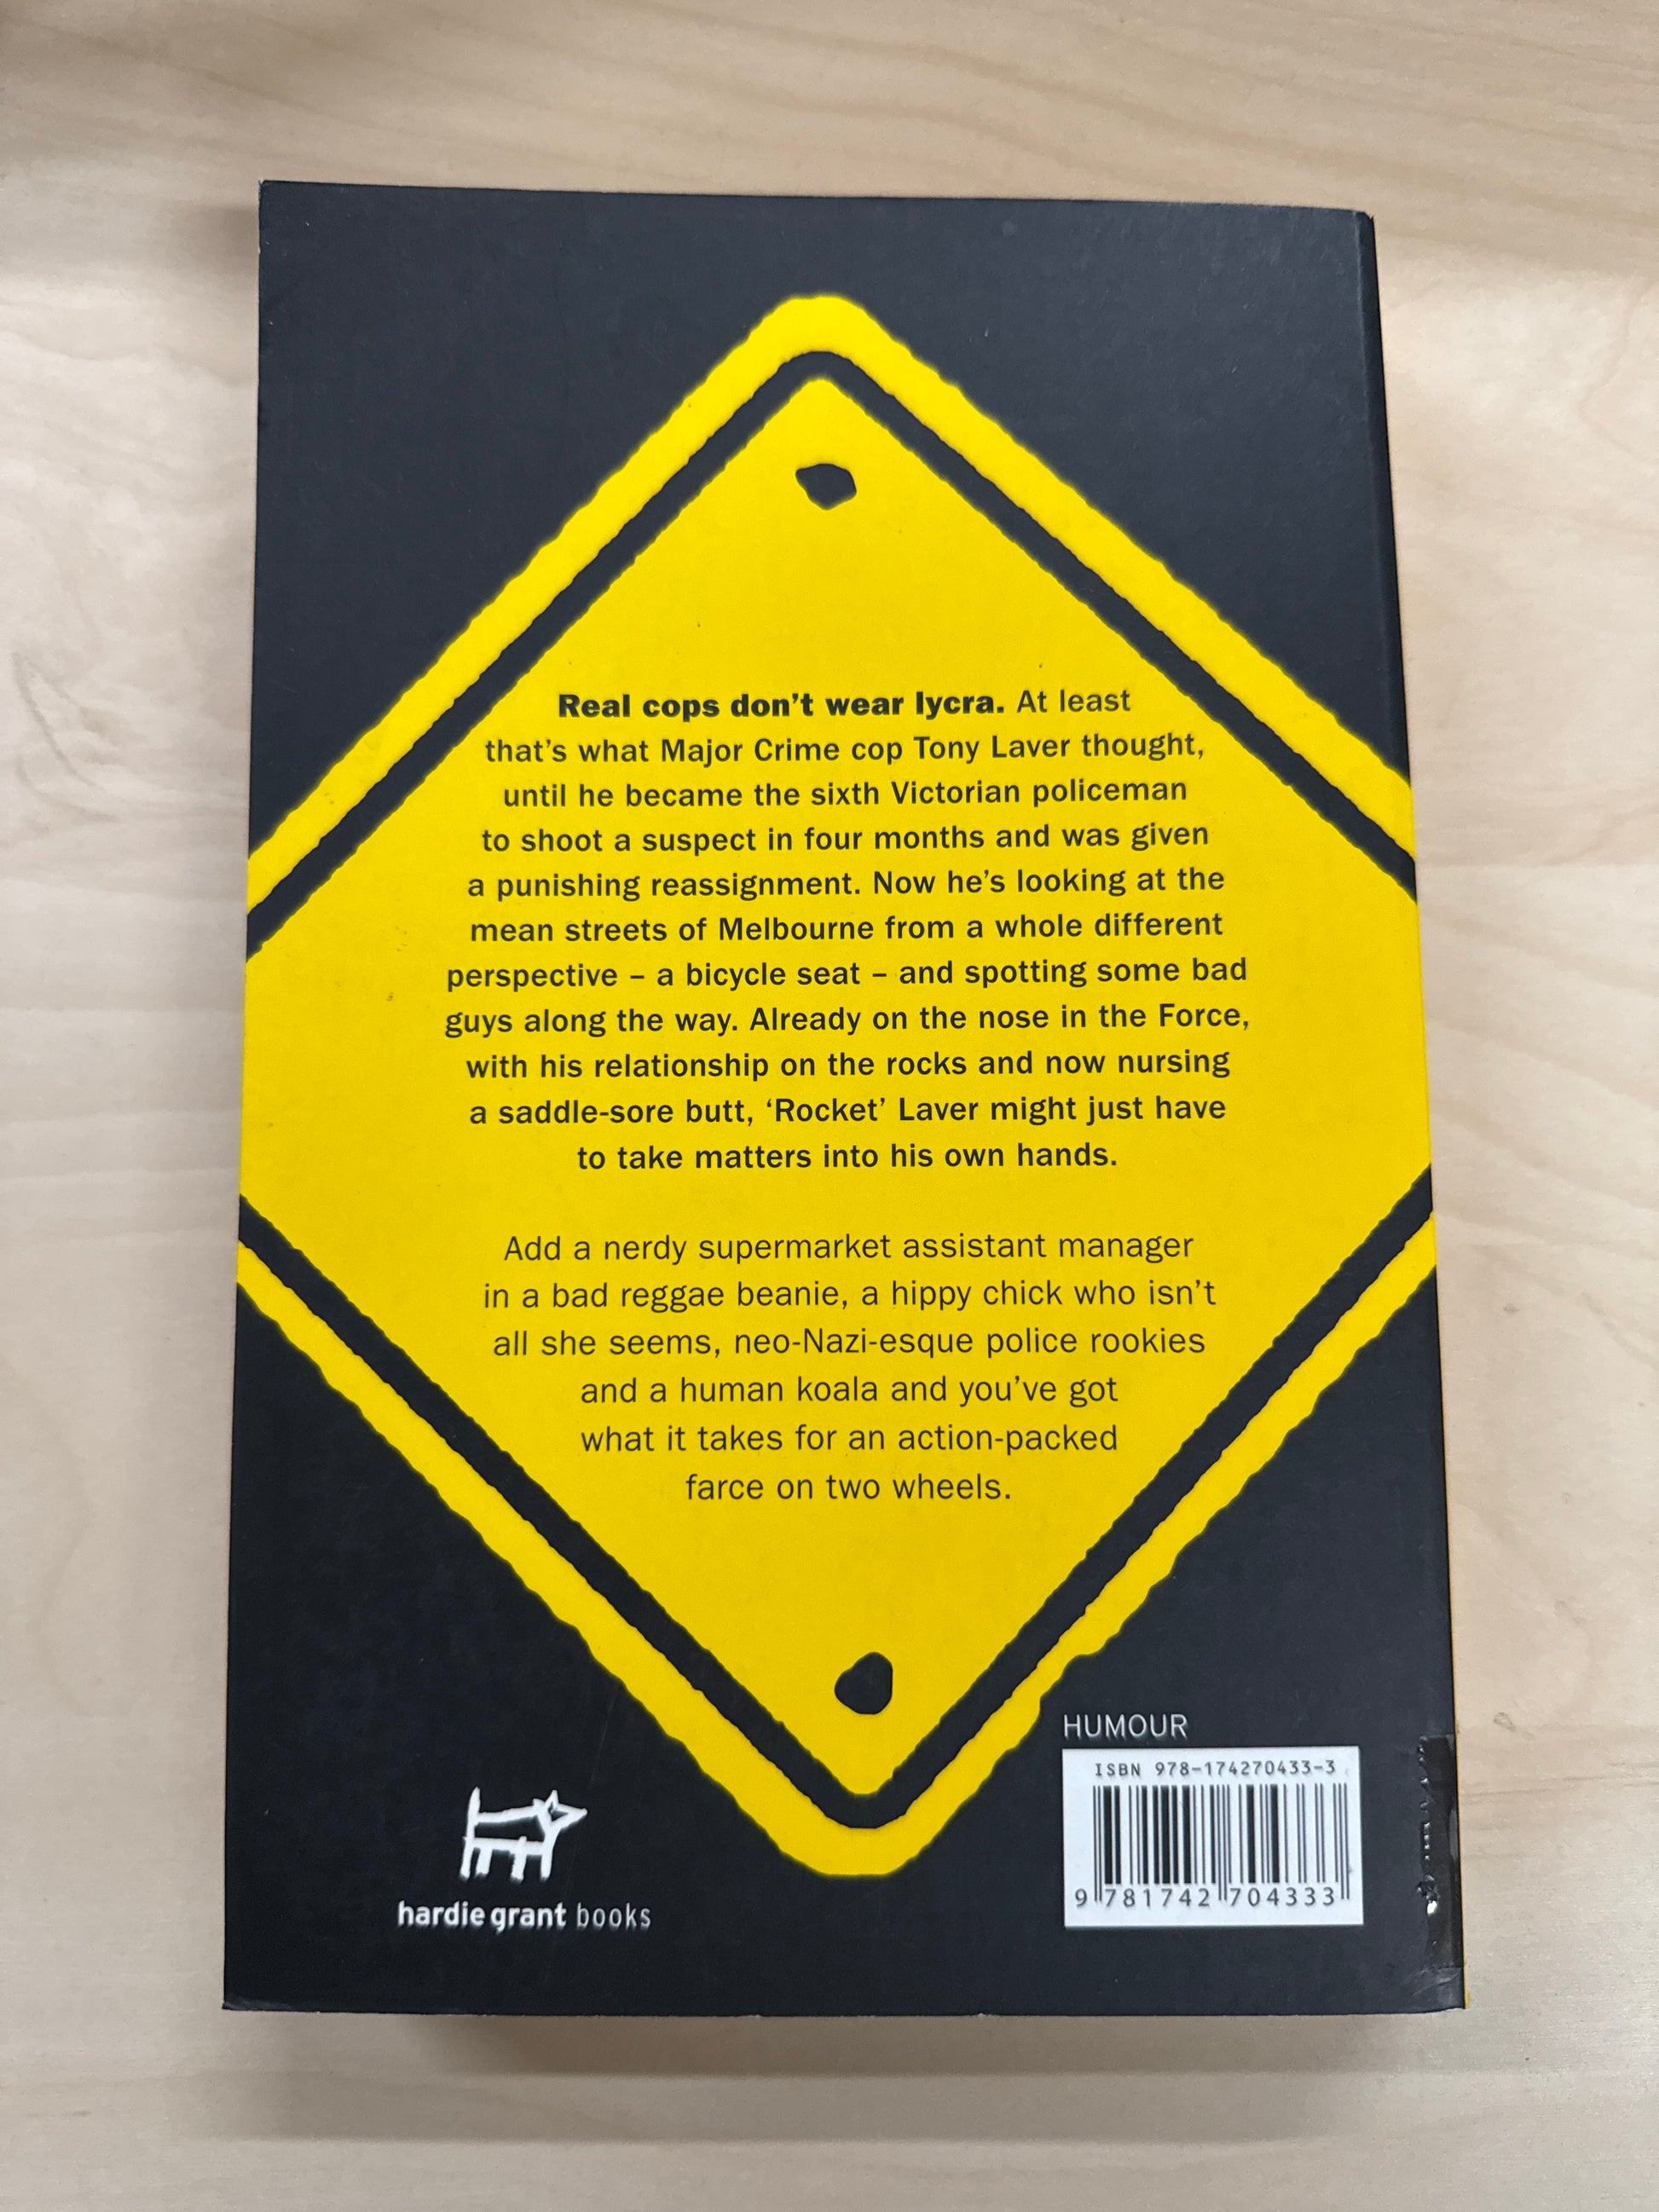 Real cops don't wear lycra. At least
that's what Major Crime cop Tony Laver thought,
until he became the sixth Victorian policeman
to shoot a suspect in four months and was given
a punishing reassignment. Now he's looking at the
mean streets of Melbourne from a whole different
perspective – a bicycle seat – and spotting some bad
guys along the way. Already on the nose in the Force,
with his relationship on the rocks and now nursing
a saddle-sore butt, ‘Rocket’ Laver might just have
to take matters into his own hands.
Add a nerdy supermarket assistant manager
in a bad reggae beanie, a hippy chick who isn't
all she seems, neo-Nazi-esque police rookies
and a human koala and you've got
what it takes for an action-packed
farce on two wheels.
hardie grant books
HUMOUR
ISBN 978-174270433-3
9 781742 704333